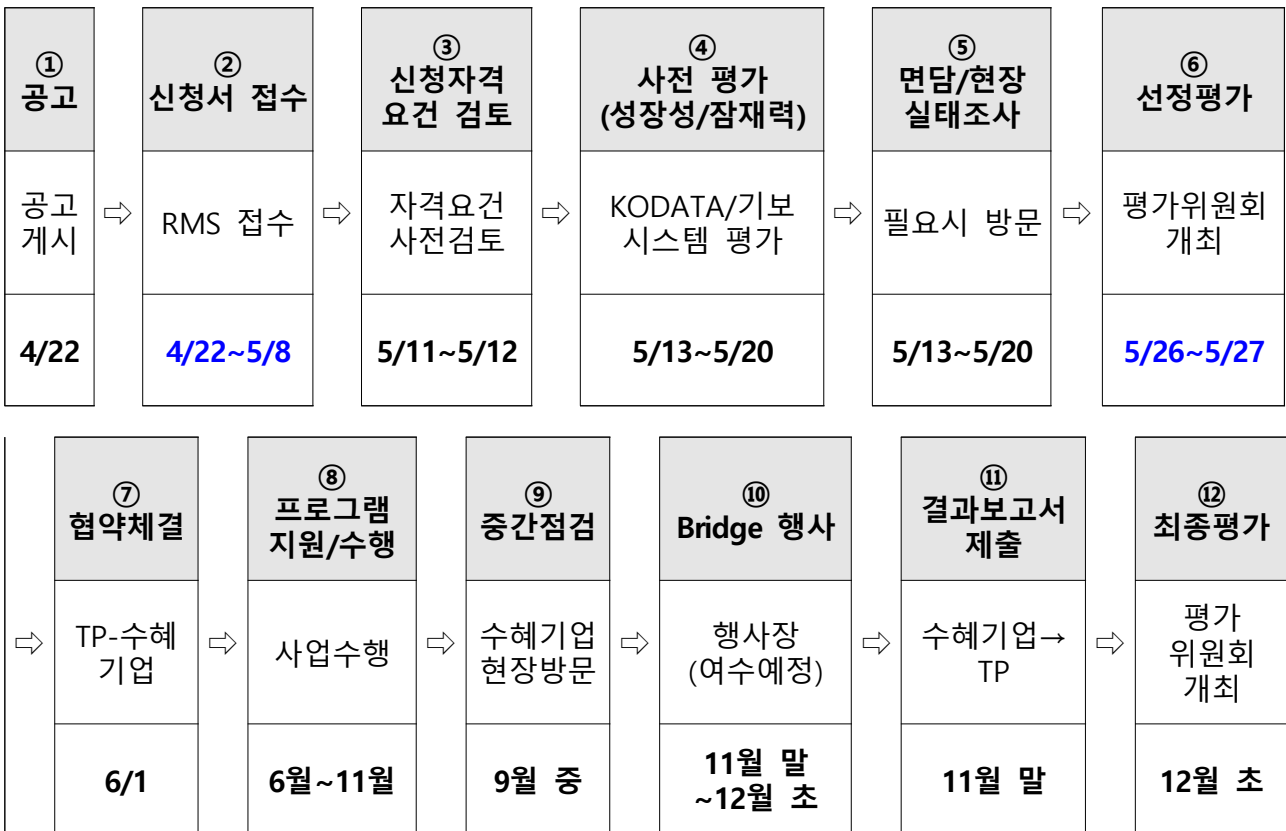 ①
공고
공고
게시
4/22
⇨
②
신청서 접수
RMS 접수
4/22~5/8
⇨
③
신청자격
요건 검토
자격요건
사전검토
5/11~5/12
⇨
④
사전 평가
(성장성/잠재력)
KODATA/기보
시스템 평가
5/13~5/20
⇨
⑤
면담/현장
실태조사
필요시 방문
5/13~5/20
⇨
⑥
선정평가
평가위원회
개최
5/26~5/27
⇨
⑦
협약체결
TP-수혜
기업
6/1
⇨
⑧
프로그램
지원/수행
사업수행
6월~11월
⇨
⑨
중간점검
수혜기업
현장방문
9월 중
⇨
⑩
Bridge 행사
행사장
(여수예정)
11월 말
~12월 초
⇨
⑪
결과보고서
제출
수혜기업→
TP
11월 말
⇨
⑫
최종평가
평가
위원회
개최
12월 초